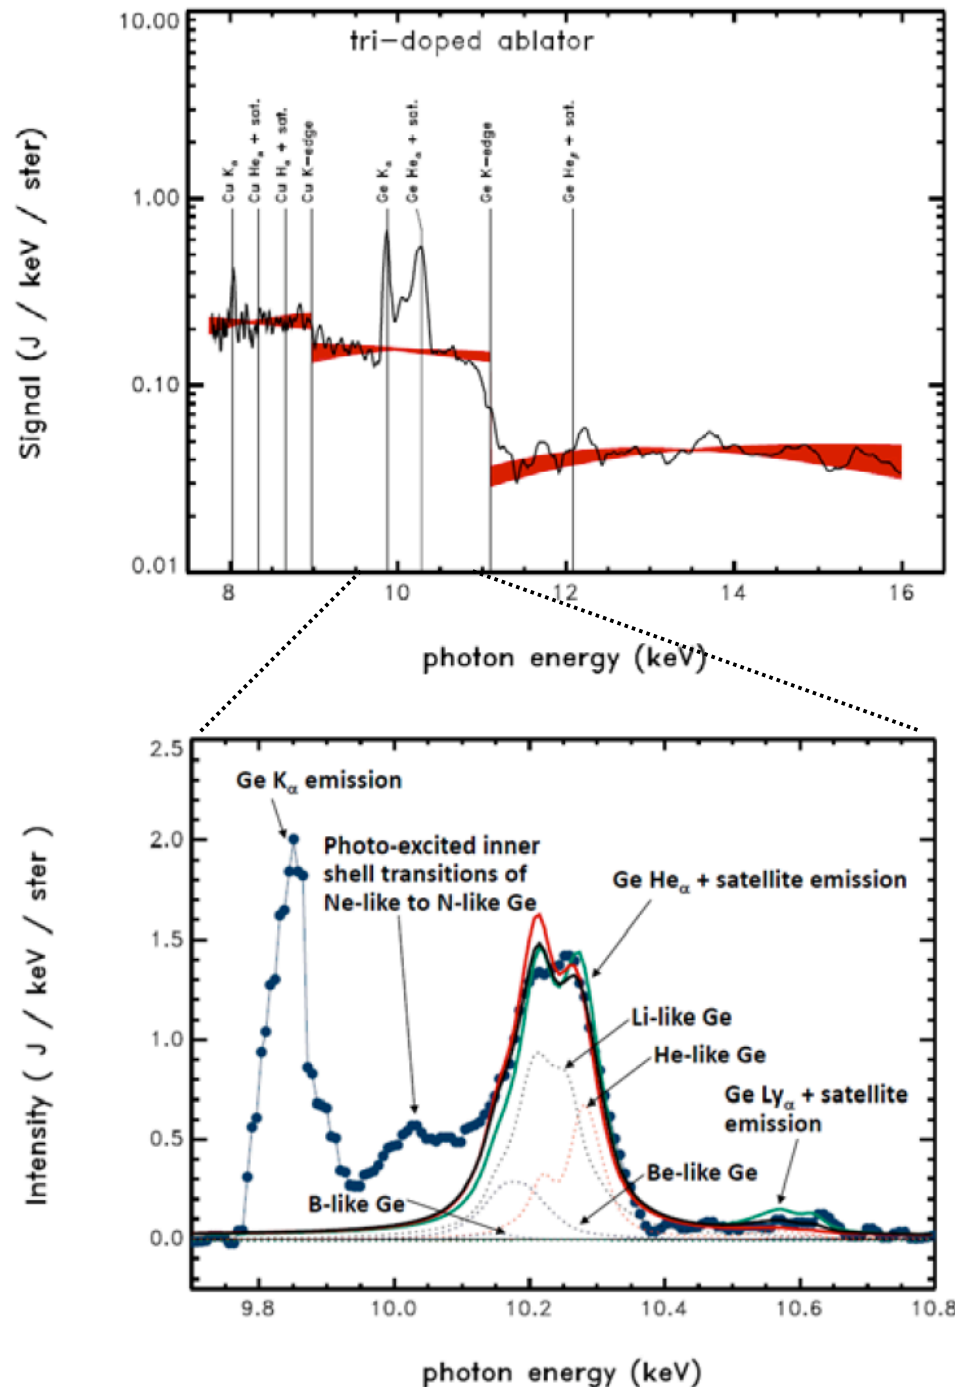 10.00
tri-doped ablator
1.00
0.10
0.01
Signal (J / keV / ster)
Cu Kα
Cu Heα + sat.
Cu Hα + sat.
Cu K-edge
Ge Kα
Ge Heα + sat.
Ge K-edge
Ge Heβ + sat.
8 10 12 14 16
photon energy (keV)
2.5
2.0
1.5
1.0
0.5
0.0
Intensity ( J / keV / ster )
Ge Kα emission
Photo-excited inner
shell transitions of
Ne-like to N-like Ge
Ge Heα + satellite emission
Li-like Ge
He-like Ge
Ge Lyα + satellite
emission
Be-like Ge
B-like Ge
9.8 10.0 10.2 10.4 10.6 10.8
photon energy (keV)